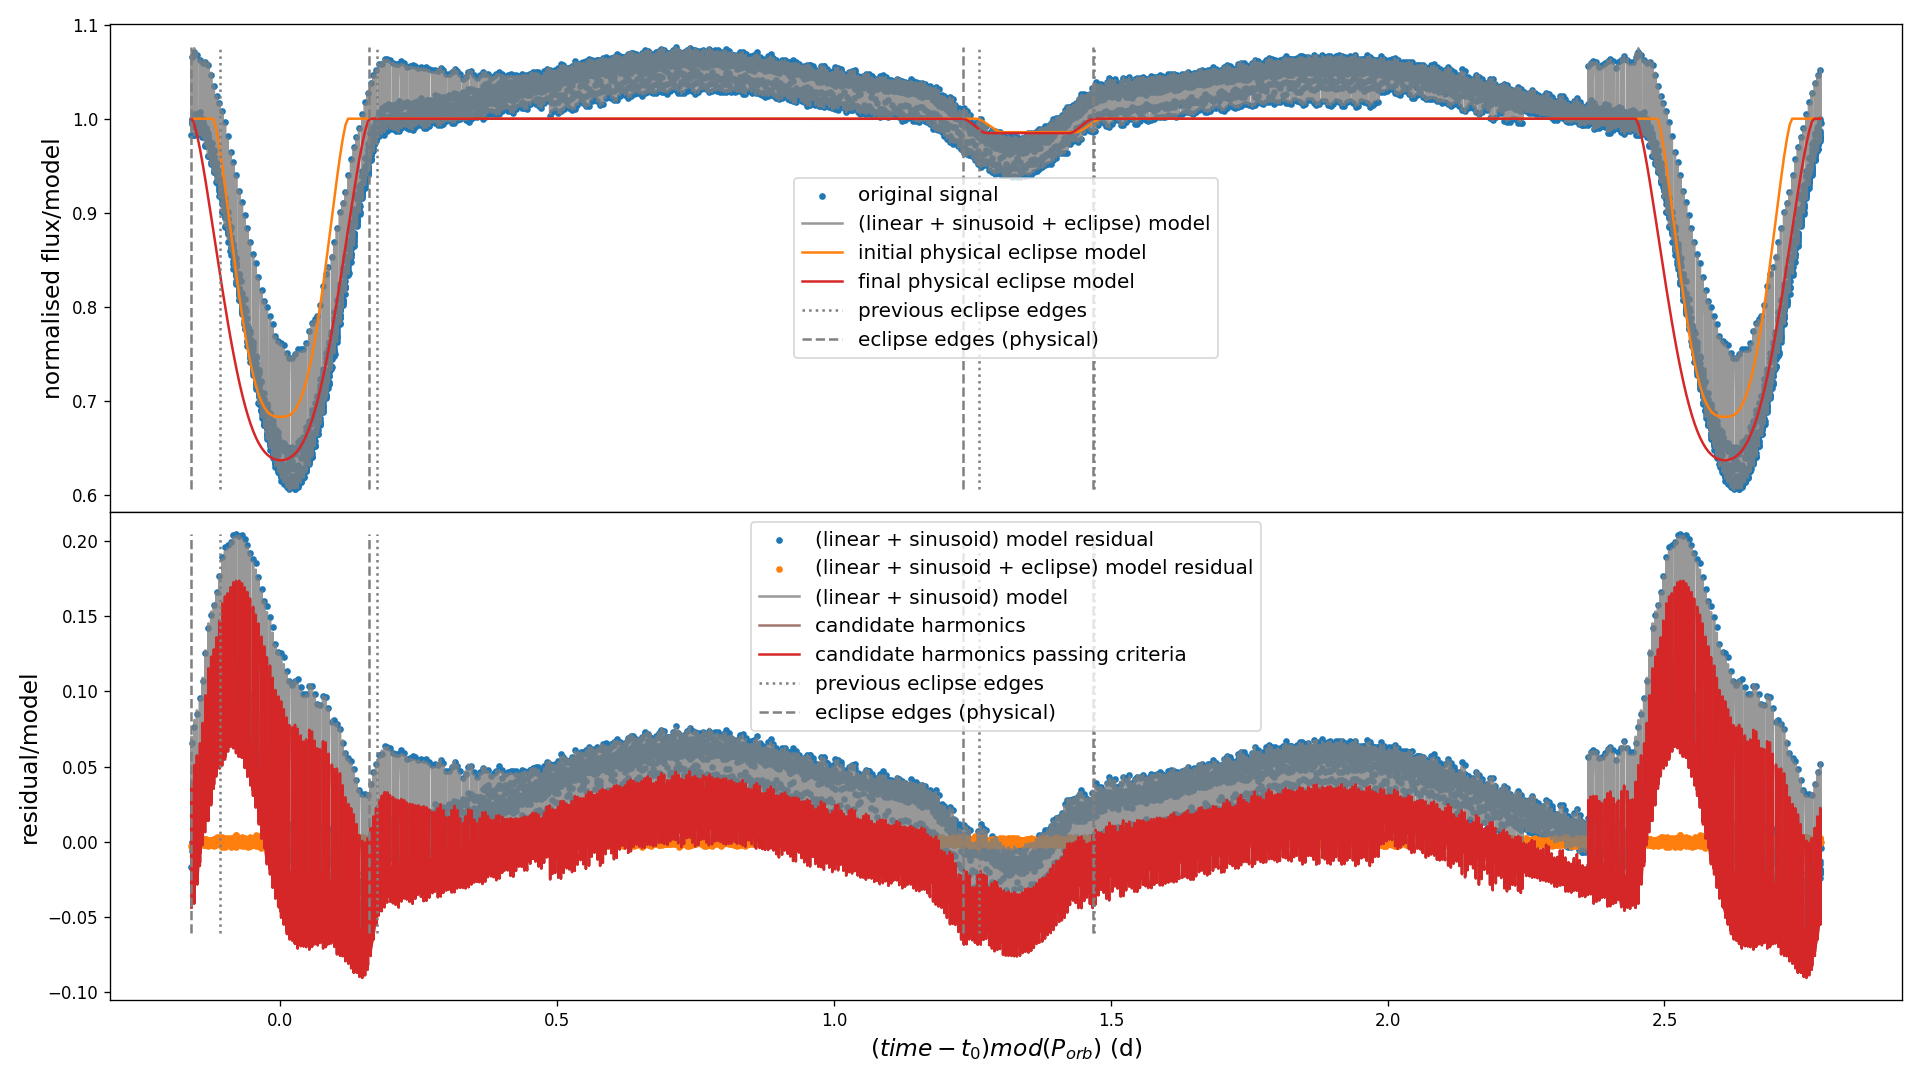 1.1
1.0
0.9
0.8
0.7
0.6
normalised flux/model
original signal
(linear + sinusoid + eclipse) model
initial physical eclipse model
final physical eclipse model
previous eclipse edges
eclipse edges (physical)
0.20
0.15
0.10
0.05
0.00
−0.05
−0.10
residual/model
(linear + sinusoid) model residual
(linear + sinusoid + eclipse) model residual
(linear + sinusoid) model
candidate harmonics
candidate harmonics passing criteria
previous eclipse edges
eclipse edges (physical)
0.0 0.5 1.0 1.5 2.0 2.5
(time − t₀)mod(P_orb) (d)